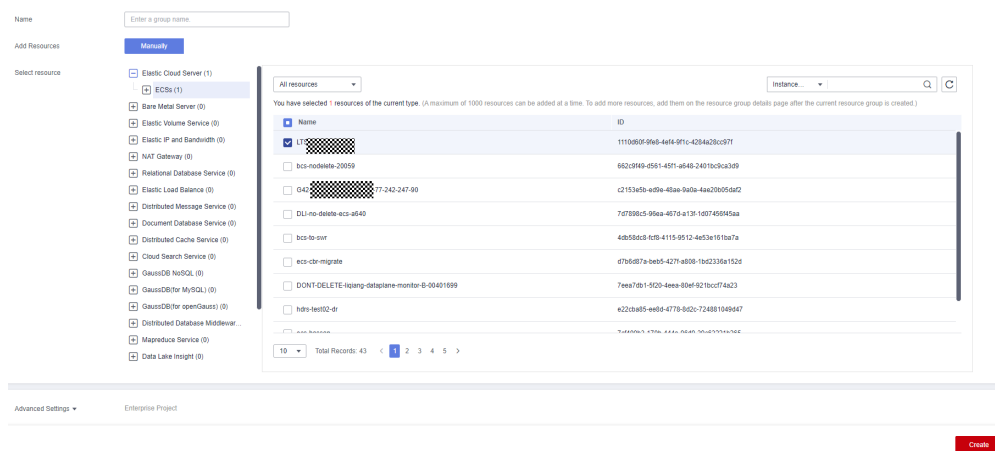 Name
Enter a group name.
Add Resources
Manually
Select resource
Elastic Cloud Server (1)
ECSs (1)
Bare Metal Server (0)
Elastic Volume Service (0)
Elastic IP and Bandwidth (0)
NAT Gateway (0)
Relational Database Service (0)
Elastic Load Balance (0)
Distributed Message Service (0)
Document Database Service (0)
Distributed Cache Service (0)
Cloud Search Service (0)
GaussDB NoSQL (0)
GaussDB(for MySQL) (0)
GaussDB(for openGauss) (0)
Distributed Database Middlewar...
Mapreduce Service (0)
Data Lake Insight (0)
All resources
Instance...
You have selected 1 resources of the current type. (A maximum of 1000 resources can be added at a time. To add more resources, add them on the resource group details page after the current resource group is created.)
Name ID
1110d60f-9fe8-4ef4-9f1c-4284a28cc97f
bcs-nodelete-20059 662c9f49-d561-45f1-a648-2401bc9ca3d9
G42 77-242-247-90 c2153e5b-ed9e-48ae-9a0a-4ae20b05daf2
DLI-no-delete-ecs-a640 7d7898c5-96ea-467d-a13f-1d07456f45aa
bcs-to-swr 4db58dc8-fcf8-4115-9512-4e53e161ba7a
ecs-cbr-migrate d7b6d87a-beb5-427f-a808-1bd2336a152d
DONT-DELETE-liqiang-dataplane-monitor-B-00401699 7eea7db1-5f20-4eea-80ef-921bccf74a23
hdrs-test02-dr e22cba85-ee8d-4778-8d2c-724881049d47
10 Total Records: 43 < 1 2 3 4 5 >
Advanced Settings
Enterprise Project
Create